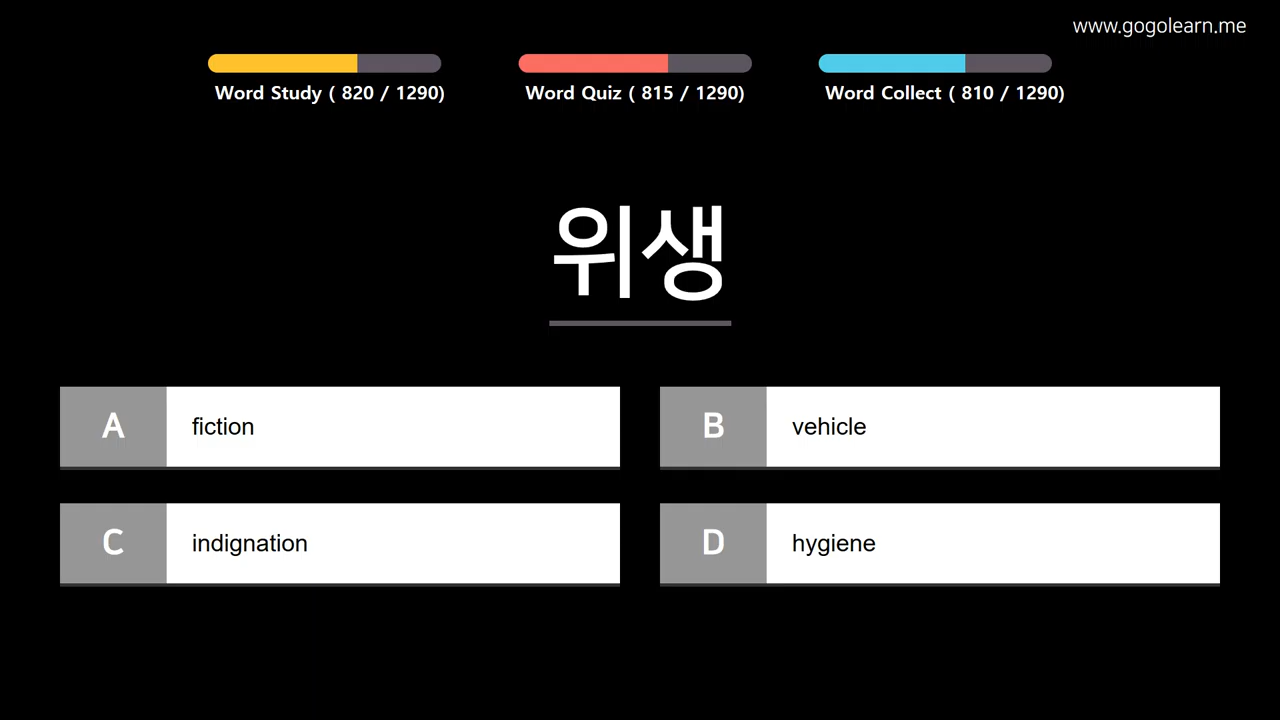 www.gogolearn.me
Word Study ( 820 / 1290)
Word Quiz ( 815 / 1290)
Word Collect ( 810 / 1290)
위생
A fiction
B vehicle
C indignation
D hygiene